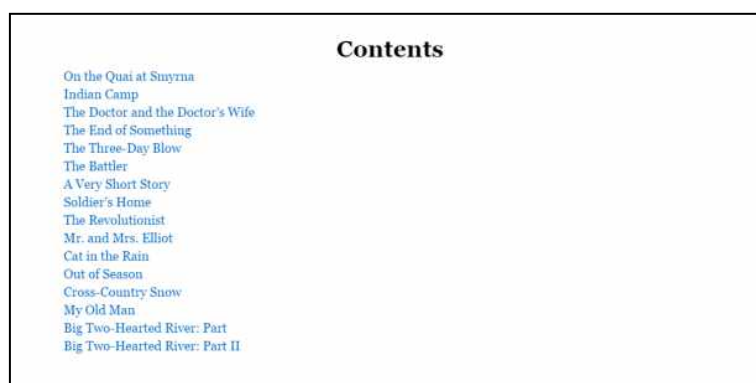 Contents
On the Quai at Smyrna
Indian Camp
The Doctor and the Doctor's Wife
The End of Something
The Three-Day Blow
The Battler
A Very Short Story
Soldier's Home
The Revolutionist
Mr. and Mrs. Elliot
Cat in the Rain
Out of Season
Cross-Country Snow
My Old Man
Big Two-Hearted River: Part
Big Two-Hearted River: Part II